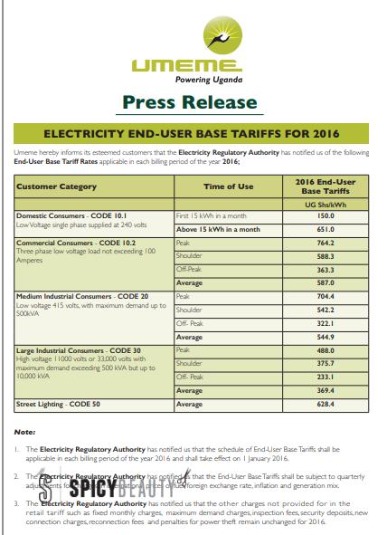 UMEME
Powering Uganda
Press Release
ELECTRICITY END-USER BASE TARIFFS FOR 2016
Umeme hereby informs its esteemed customers that the Electricity Regulatory Authority has notified us of the following
End-User Base Tariff Rates applicable in each billing period of the year 2016;
Customer Category Time of Use 2016 End-User Base Tariffs
UG Shs/kWh
Domestic Consumers - CODE 10.1 First 15 kWh in a month 150.0
Low Voltage single phase supplied at 240 volts Above 15 kWh in a month 651.0
Commercial Consumers - CODE 10.2 Peak 764.2
Three phase low voltage load not exceeding 100 Amperes Shoulder 588.3
Off-Peak 363.3
Average 587.0
Medium Industrial Consumers - CODE 20 Peak 704.4
Low voltage 415 volts, with maximum demand up to 500kVA Shoulder 542.2
Off- Peak 322.1
Average 544.9
Large Industrial Consumers - CODE 30 Peak 488.0
High voltage 11000 volts or 33,000 volts with maximum demand exceeding 500 kVA but up to 10,000 kVA Shoulder 375.7
Off-Peak 233.1
Average 369.4
Street Lighting - CODE 50 Average 628.4
Note:
1. The Electricity Regulatory Authority has notified us that the schedule of End-User Base Tariffs shall be
applicable in each billing period of the year 2016 and shall take effect on 1 January 2016.
2. The Electricity Regulatory Authority has notified us that the End-User Base Tariffs shall be subject to quarterly
prices of fuel, foreign exchange rate, inflation and generation mix.
SPICYBEAUTY
3. The Electricity Regulatory Authority has notified us that the other charges not provided for in the
retail tariff such as fixed monthly charges, maximum demand charges, inspection fees, security deposits, new
connection charges, reconnection fees and penalties for power theft remain unchanged for 2016.